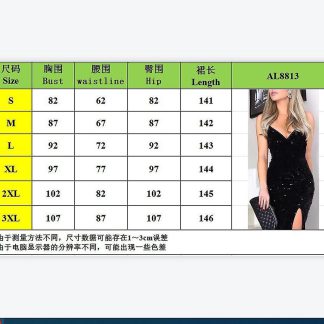 尺码 胸围 腰围 臀围 裙长 AL8813
Size Bust waistline Hip Length
S 82 62 82 141
M 87 67 87 142
L 92 72 92 143
XL 97 77 97 144
2XL 102 82 102 145
3XL 107 87 107 146
由于测量方法不同，尺寸数据可能存在1～3cm误差
由于电脑显示器的分辨率不同，可能出现一些色差